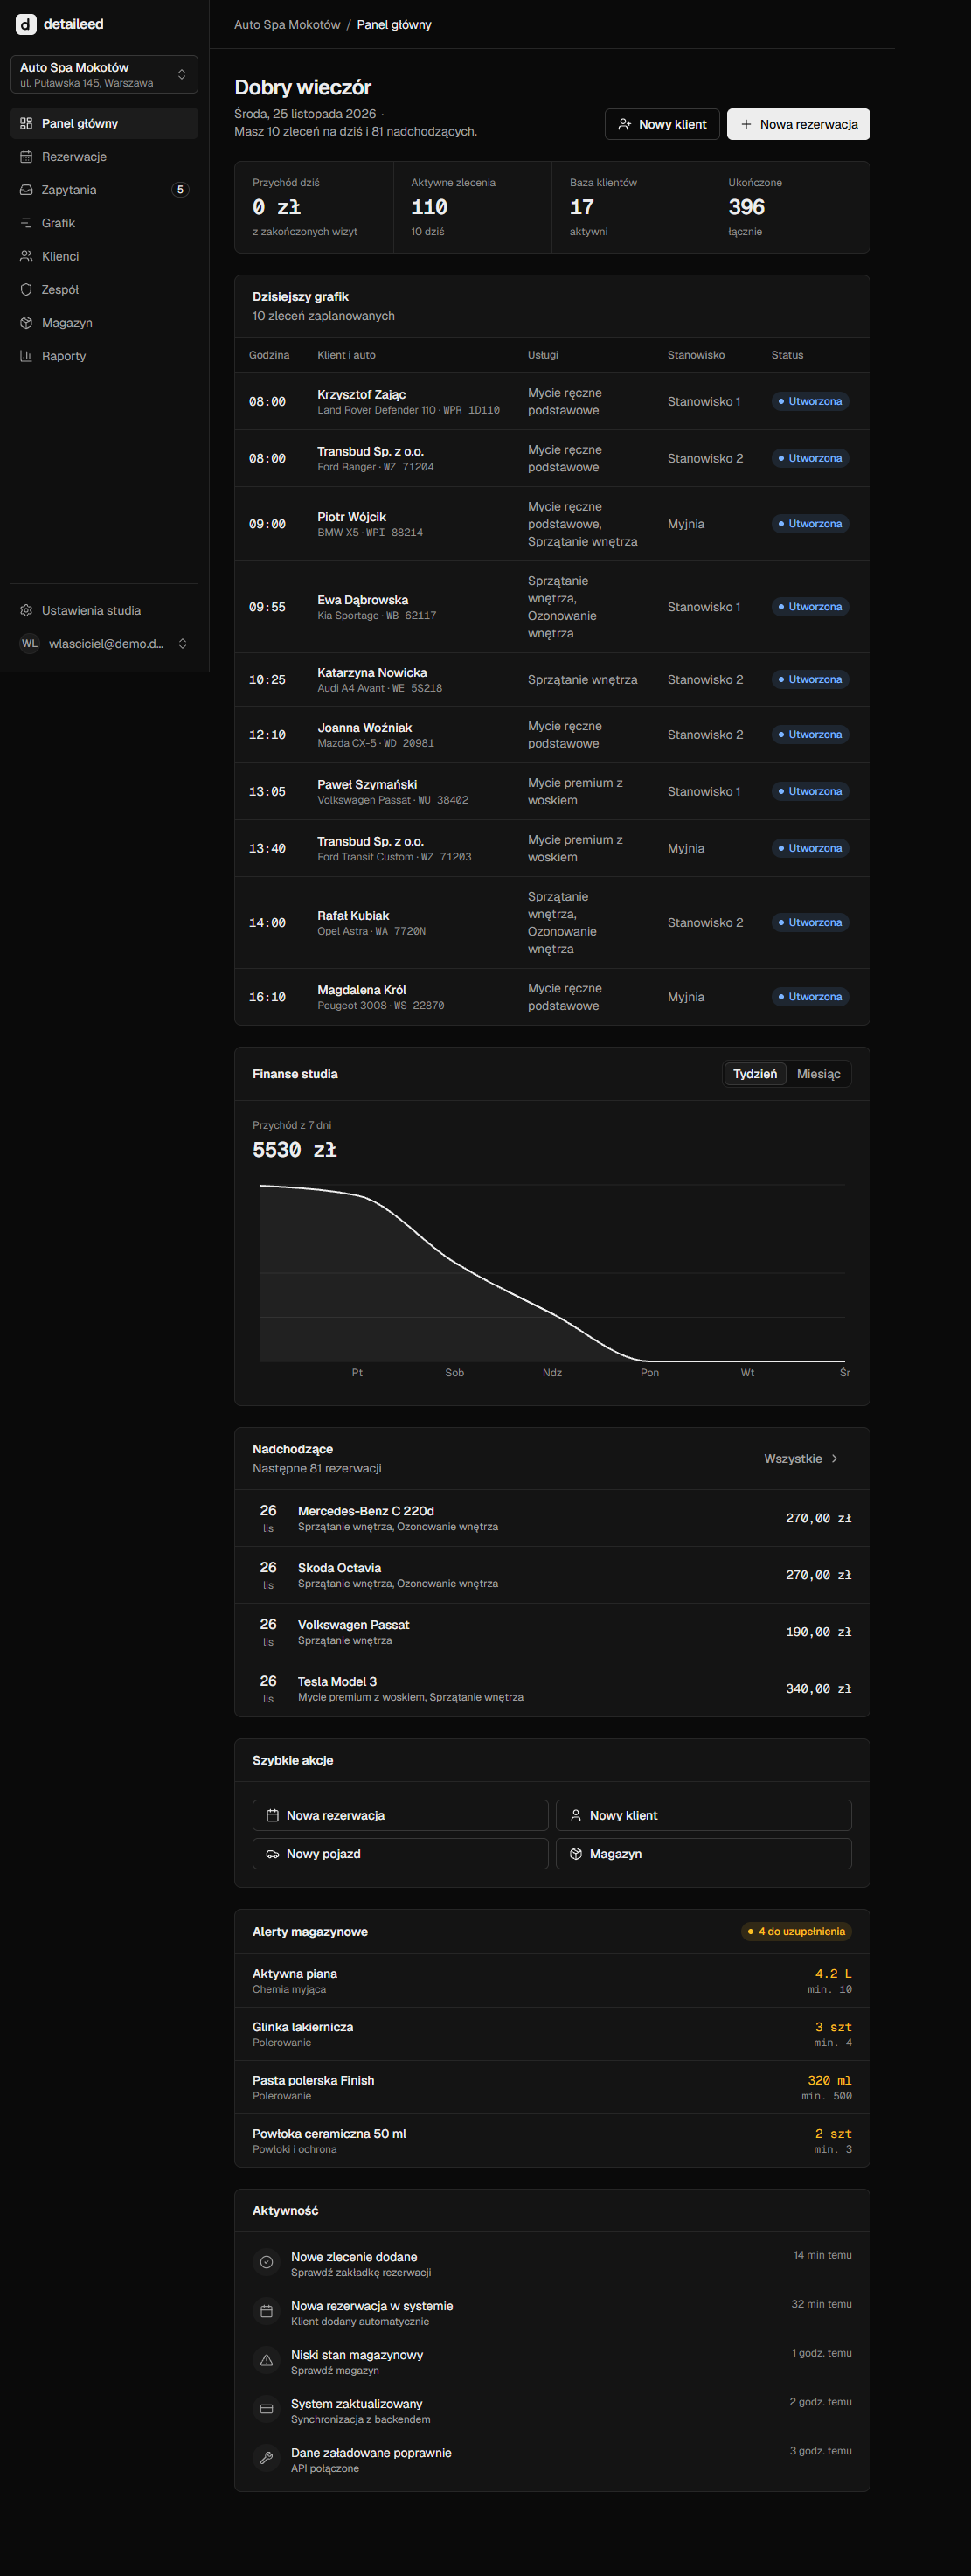 detaileed
Auto Spa Mokotów
ul. Puławska 145, Warszawa
Panel główny
Rezerwacje
Zapytania 5
Grafik
Klienci
Zespół
Magazyn
Raporty
Ustawienia studia
WL wlasciciel@demo.d...
Auto Spa Mokotów / Panel główny
Dobry wieczór
Środa, 25 listopada 2026 ·
Masz 10 zleceń na dziś i 81 nadchodzących.
Nowy klient
Nowa rezerwacja
Przychód dziś
0 zł
z zakończonych wizyt
Aktywne zlecenia
110
10 dziś
Baza klientów
17
aktywni
Ukończone
396
łącznie
Dzisiejszy grafik
10 zleceń zaplanowanych
Godzina Klient i auto Usługi Stanowisko Status
08:00 Krzysztof Zając
Land Rover Defender 110 · WPR 1D110
Mycie ręczne
podstawowe
Stanowisko 1 Utworzona
08:00 Transbud Sp. z o.o.
Ford Ranger · WZ 71204
Mycie ręczne
podstawowe
Stanowisko 2 Utworzona
09:00 Piotr Wójcik
BMW X5 · WPI 88214
Mycie ręczne
podstawowe,
Sprzątanie wnętrza
Myjnia Utworzona
09:55 Ewa Dąbrowska
Kia Sportage · WB 62117
Sprzątanie
wnętrza,
Ozonowanie
wnętrza
Stanowisko 1 Utworzona
10:25 Katarzyna Nowicka
Audi A4 Avant · WE 5S218
Sprzątanie wnętrza
Stanowisko 2 Utworzona
12:10 Joanna Woźniak
Mazda CX-5 · WD 20981
Mycie ręczne
podstawowe
Stanowisko 2 Utworzona
13:05 Paweł Szymański
Volkswagen Passat · WU 38402
Mycie premium z
woskiem
Stanowisko 1 Utworzona
13:40 Transbud Sp. z o.o.
Ford Transit Custom · WZ 71203
Mycie premium z
woskiem
Myjnia Utworzona
14:00 Rafał Kubiak
Opel Astra · WA 7720N
Sprzątanie
wnętrza,
Ozonowanie
wnętrza
Stanowisko 2 Utworzona
16:10 Magdalena Król
Peugeot 3008 · WS 22870
Mycie ręczne
podstawowe
Myjnia Utworzona
Finanse studia
Tydzień Miesiąc
Przychód z 7 dni
5530 zł
Pt Sob Ndz Pon Wt Śr
Nadchodzące
Następne 81 rezerwacji
Wszystkie
26 lis
Mercedes-Benz C 220d
Sprzątanie wnętrza, Ozonowanie wnętrza
270,00 zł
26 lis
Skoda Octavia
Sprzątanie wnętrza, Ozonowanie wnętrza
270,00 zł
26 lis
Volkswagen Passat
Sprzątanie wnętrza
190,00 zł
26 lis
Tesla Model 3
Mycie premium z woskiem, Sprzątanie wnętrza
340,00 zł
Szybkie akcje
Nowa rezerwacja
Nowy klient
Nowy pojazd
Magazyn
Alerty magazynowe
4 do uzupełnienia
Aktywna piana 4.2 L
Chemia myjąca min. 10
Glinka lakiernicza 3 szt
Polerowanie min. 4
Pasta polerska Finish 320 ml
Polerowanie min. 500
Powłoka ceramiczna 50 ml 2 szt
Powłoki i ochrona min. 3
Aktywność
Nowe zlecenie dodane 14 min temu
Sprawdź zakładkę rezerwacji
Nowa rezerwacja w systemie 32 min temu
Klient dodany automatycznie
Niski stan magazynowy 1 godz. temu
Sprawdź magazyn
System zaktualizowany 2 godz. temu
Synchronizacja z backendem
Dane załadowane poprawnie 3 godz. temu
API połączone